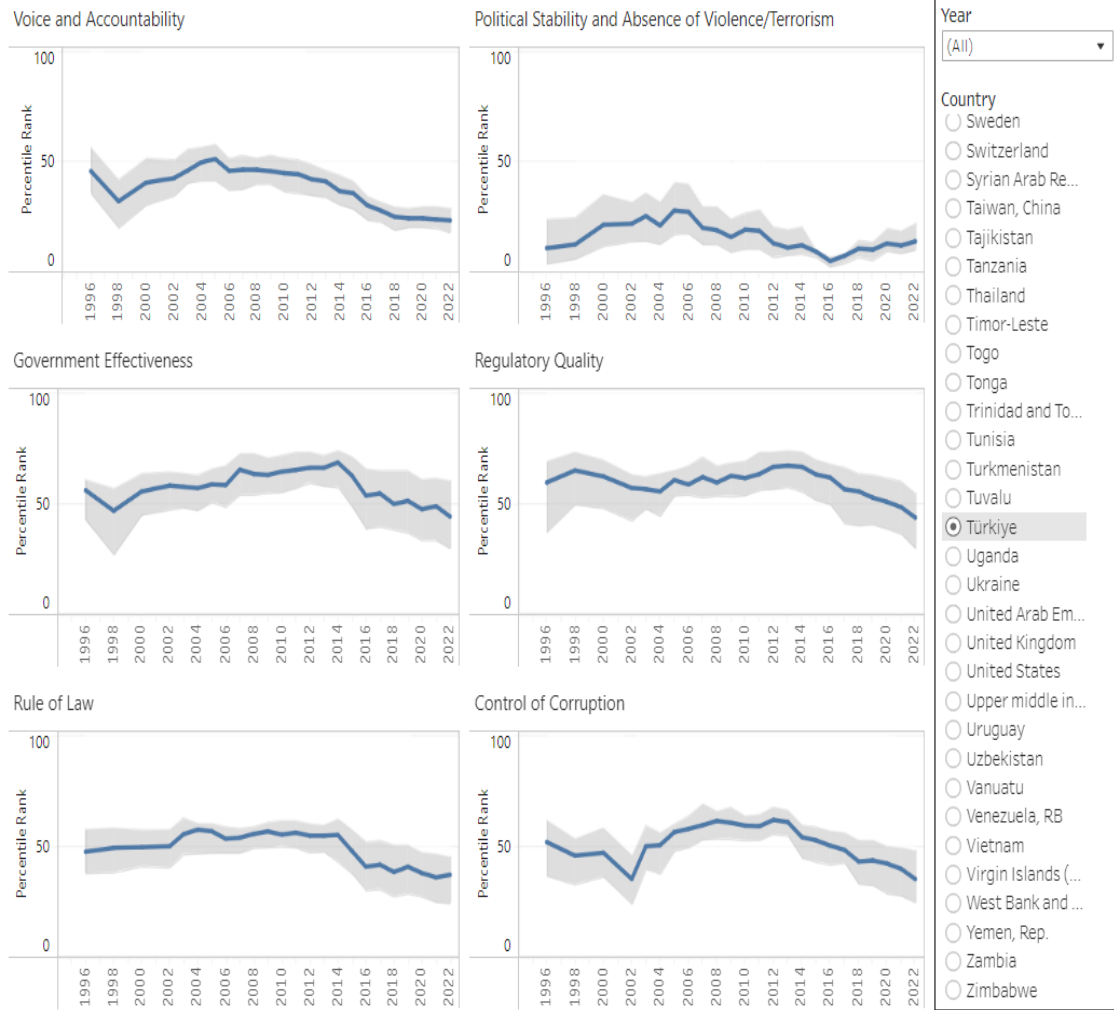 Voice and Accountability
100
50
0
Percentile Rank
1996
1998
2000
2002
2004
2006
2008
2010
2012
2014
2016
2018
2020
2022
Political Stability and Absence of Violence/Terrorism
100
50
0
Percentile Rank
1996
1998
2000
2002
2004
2006
2008
2010
2012
2014
2016
2018
2020
2022
Government Effectiveness
100
50
0
Percentile Rank
1996
1998
2000
2002
2004
2006
2008
2010
2012
2014
2016
2018
2020
2022
Regulatory Quality
100
50
0
Percentile Rank
1996
1998
2000
2002
2004
2006
2008
2010
2012
2014
2016
2018
2020
2022
Rule of Law
100
50
0
Percentile Rank
1996
1998
2000
2002
2004
2006
2008
2010
2012
2014
2016
2018
2020
2022
Control of Corruption
100
50
0
Percentile Rank
1996
1998
2000
2002
2004
2006
2008
2010
2012
2014
2016
2018
2020
2022
Year
(All)
Country
Sweden
Switzerland
Syrian Arab Re...
Taiwan, China
Tajikistan
Tanzania
Thailand
Timor-Leste
Togo
Tonga
Trinidad and To...
Tunisia
Turkmenistan
Tuvalu
Türkiye
Uganda
Ukraine
United Arab Em...
United Kingdom
United States
Upper middle in...
Uruguay
Uzbekistan
Vanuatu
Venezuela, RB
Vietnam
Virgin Islands (...
West Bank and ...
Yemen, Rep.
Zambia
Zimbabwe